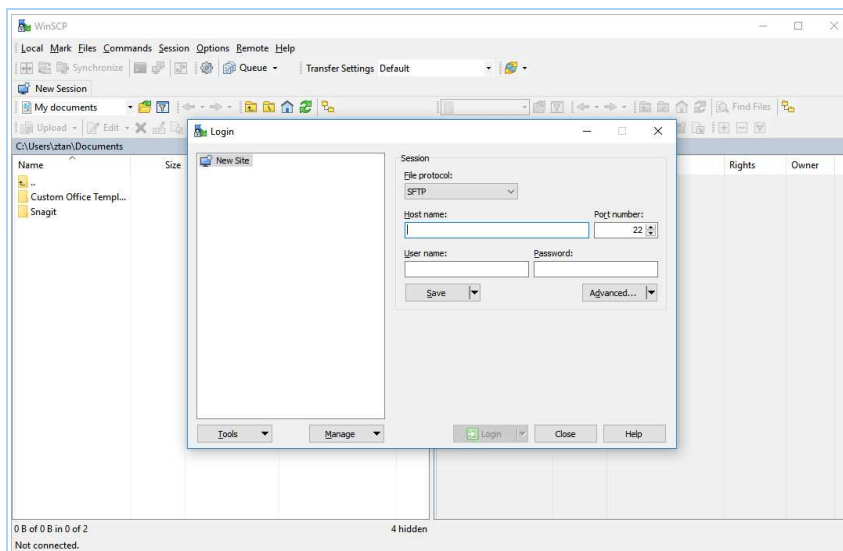 WinSCP
Local Mark Files Commands Session Options Remote Help
Synchronize Queue Transfer Settings Default
New Session
My documents Find Files
Upload Edit
C:\Users\ztan\Documents
Name Size Rights Owner
..
Custom Office Templ...
Snagit
Login
New Site
Session
File protocol:
SFTP
Host name: Port number:
22
User name: Password:
Save Advanced...
Tools Manage Login Close Help
0 B of 0 B in 0 of 2 4 hidden
Not connected.